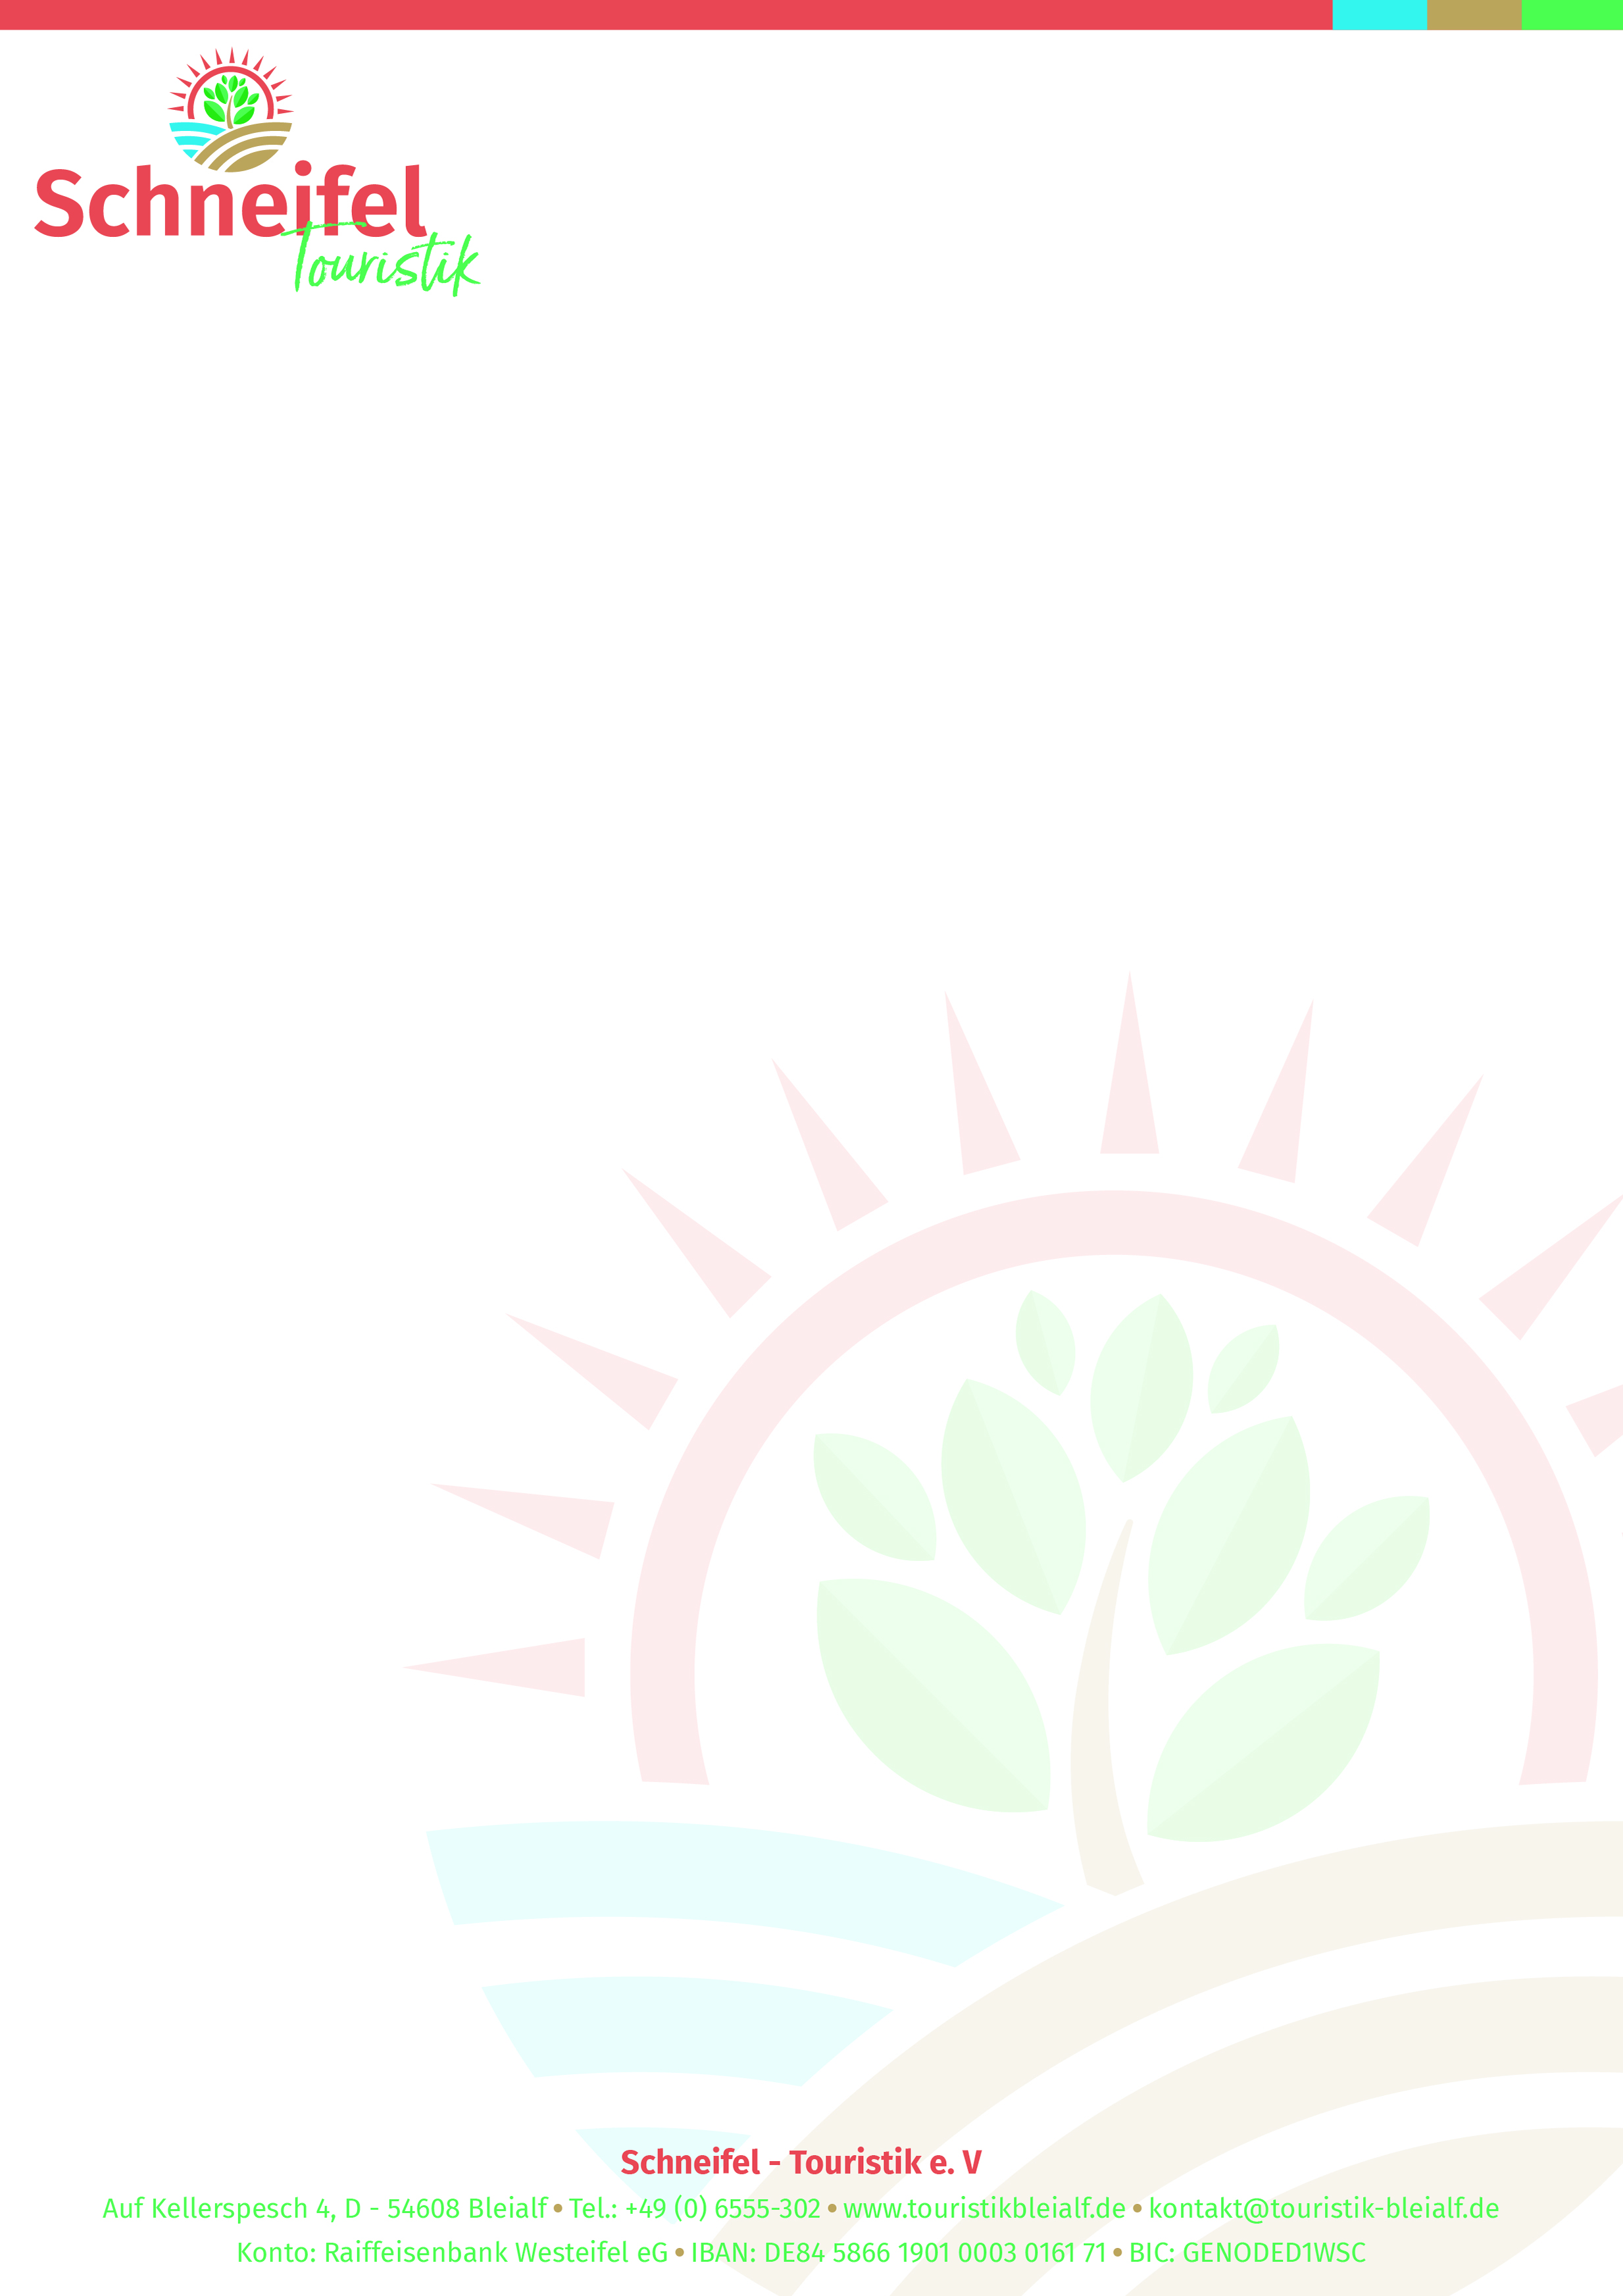 Schneifel
Touristik
Schneifel - Touristik e. V
Auf Kellerspesch 4, D - 54608 Bleialf • Tel.: +49 (0) 6555-302 • www.touristikbleialf.de • kontakt@touristik-bleialf.de
Konto: Raiffeisenbank Westeifel eG • IBAN: DE84 5866 1901 0003 0161 71 • BIC: GENODED1WSC